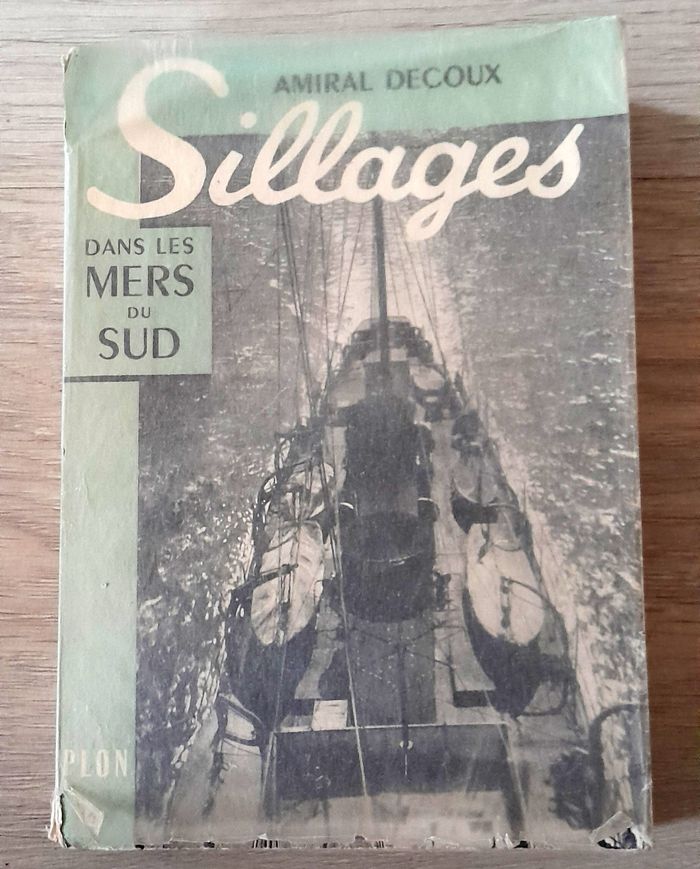 AMIRAL DECOUX
Sillages
DANS LES
MERS
DU
SUD
PLON